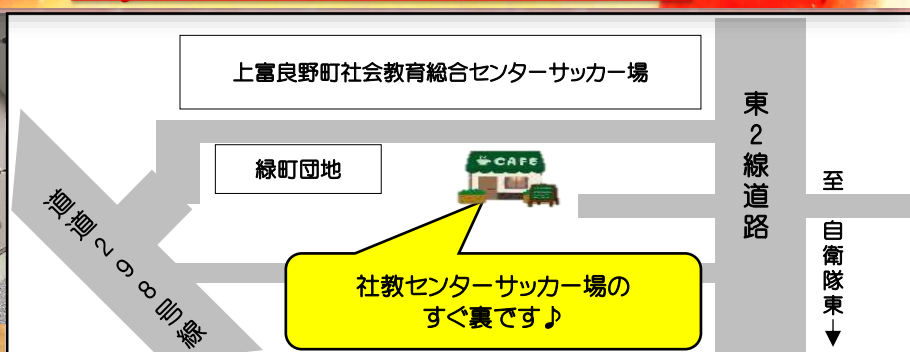 上富良野町社会教育総合センターサッカー場
緑町団地
CAFE
東2線道路
至 自衛隊東→
道道298号線
社教センターサッカー場の
すぐ裏です♪